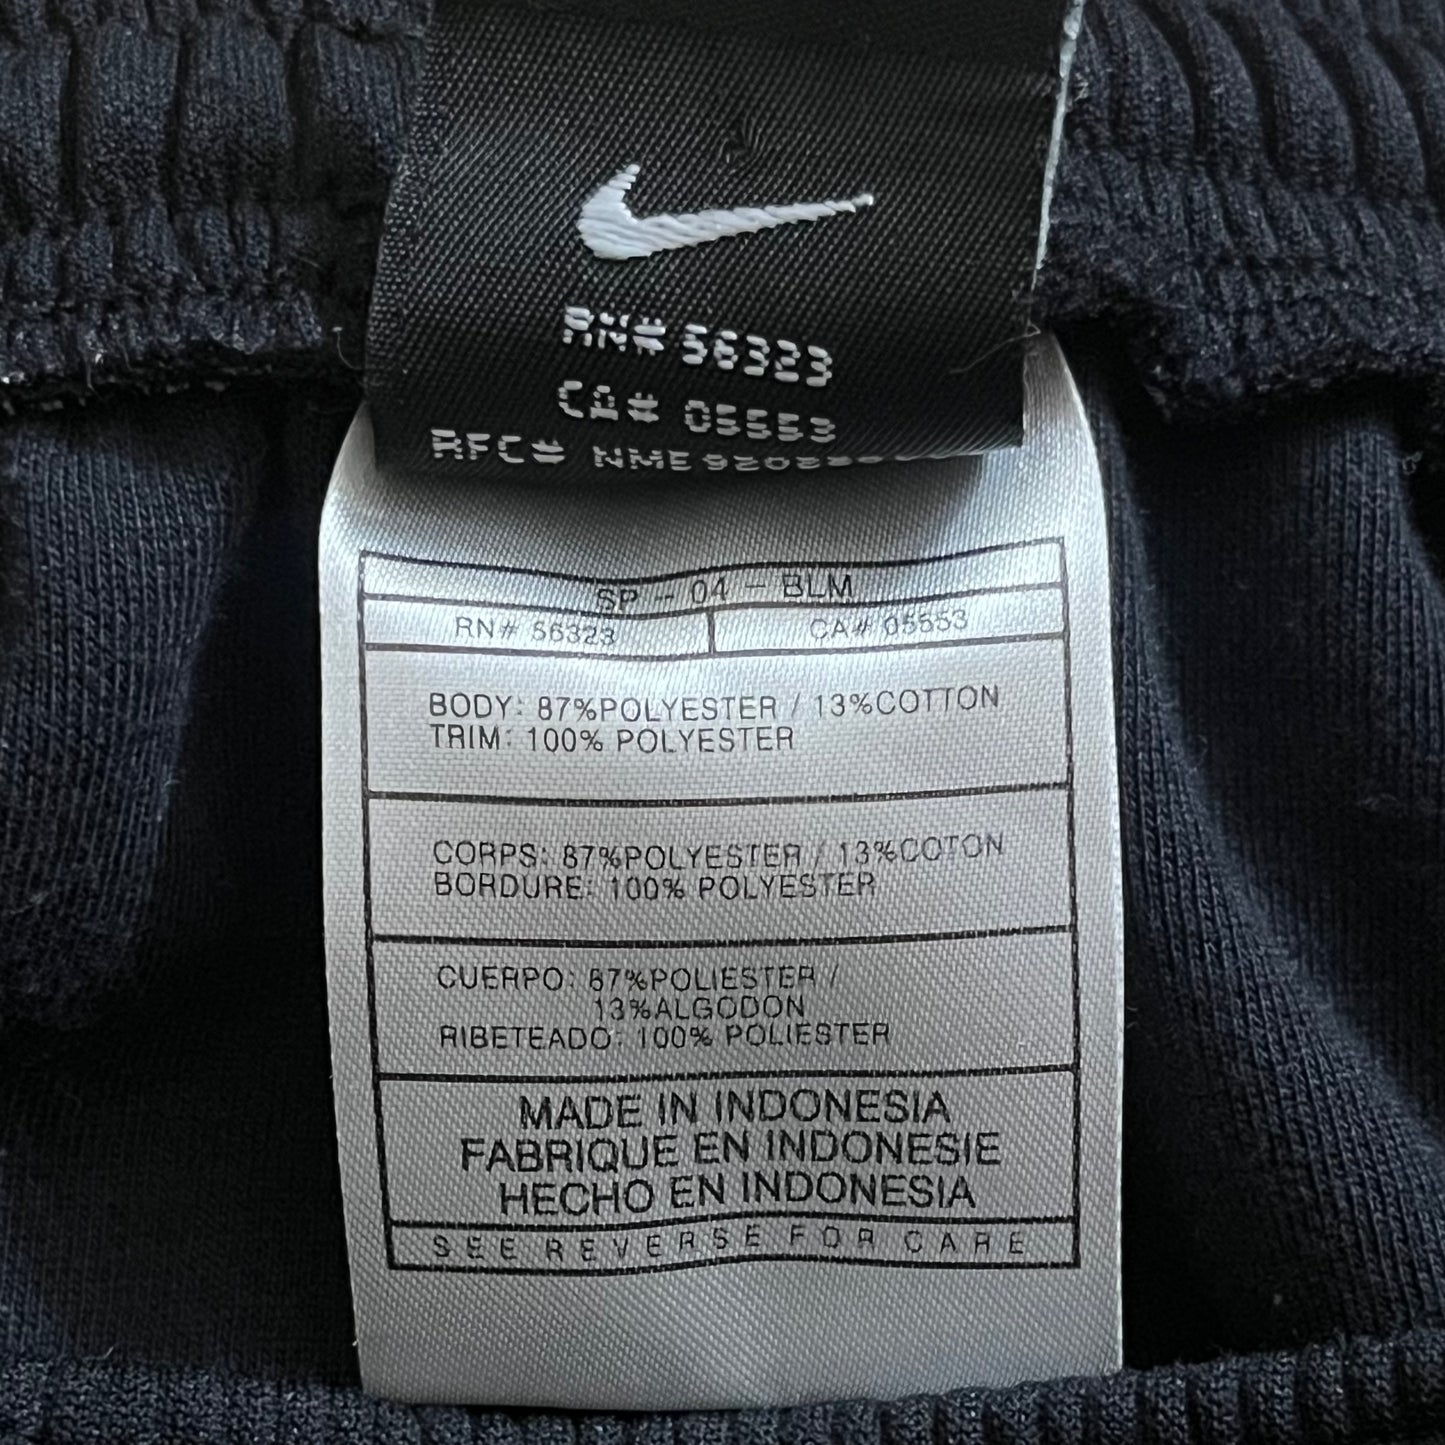 RN# 56323
CA# 05553
RFC# 
SP - 04 - BLM
RN# 56323 CA# 05553
BODY: 87%POLYESTER / 13%COTTON
TRIM: 100% POLYESTER
CORPS: 87%POLYESTER / 13%COTON
BORDURE: 100% POLYESTER
CUERPO: 87%POLIESTER /
13%ALGODON
RIBETEADO: 100% POLIESTER
MADE IN INDONESIA
FABRIQUE EN INDONESIE
HECHO EN INDONESIA
SEE REVERSE FOR CARE